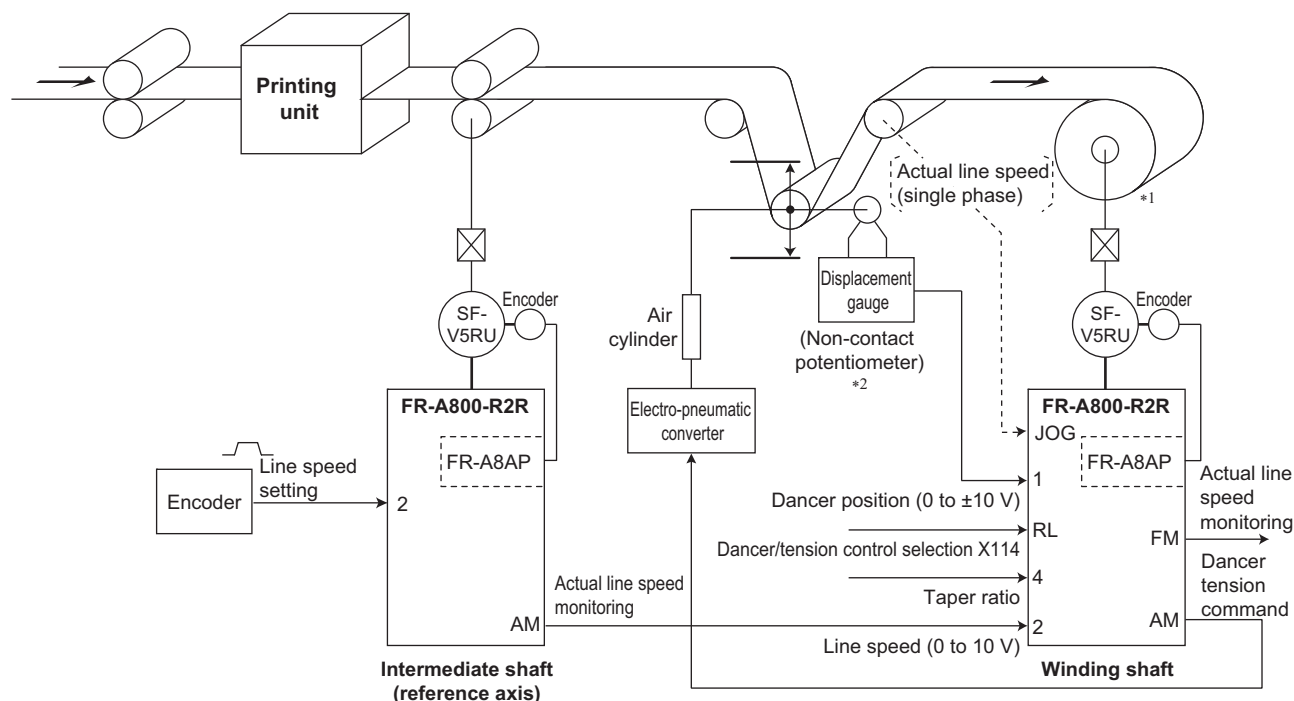 Printing
unit
Actual line speed
(single phase)
*1
Encoder
SF-
V5RU
Air
cylinder
Displacement
gauge
(Non-contact
potentiometer)
*2
Encoder
SF-
V5RU
FR-A800-R2R
FR-A8AP
Line speed
setting
Encoder
2
AM
Intermediate shaft
(reference axis)
Electro-pneumatic
converter
Actual line speed
monitoring
FR-A800-R2R
JOG
FR-A8AP
1
Dancer position (0 to ±10 V)
RL
Dancer/tension control selection X114
4
Taper ratio
2
Line speed (0 to 10 V)
FM
AM
Actual line
speed
monitoring
Dancer
tension
command
Winding shaft